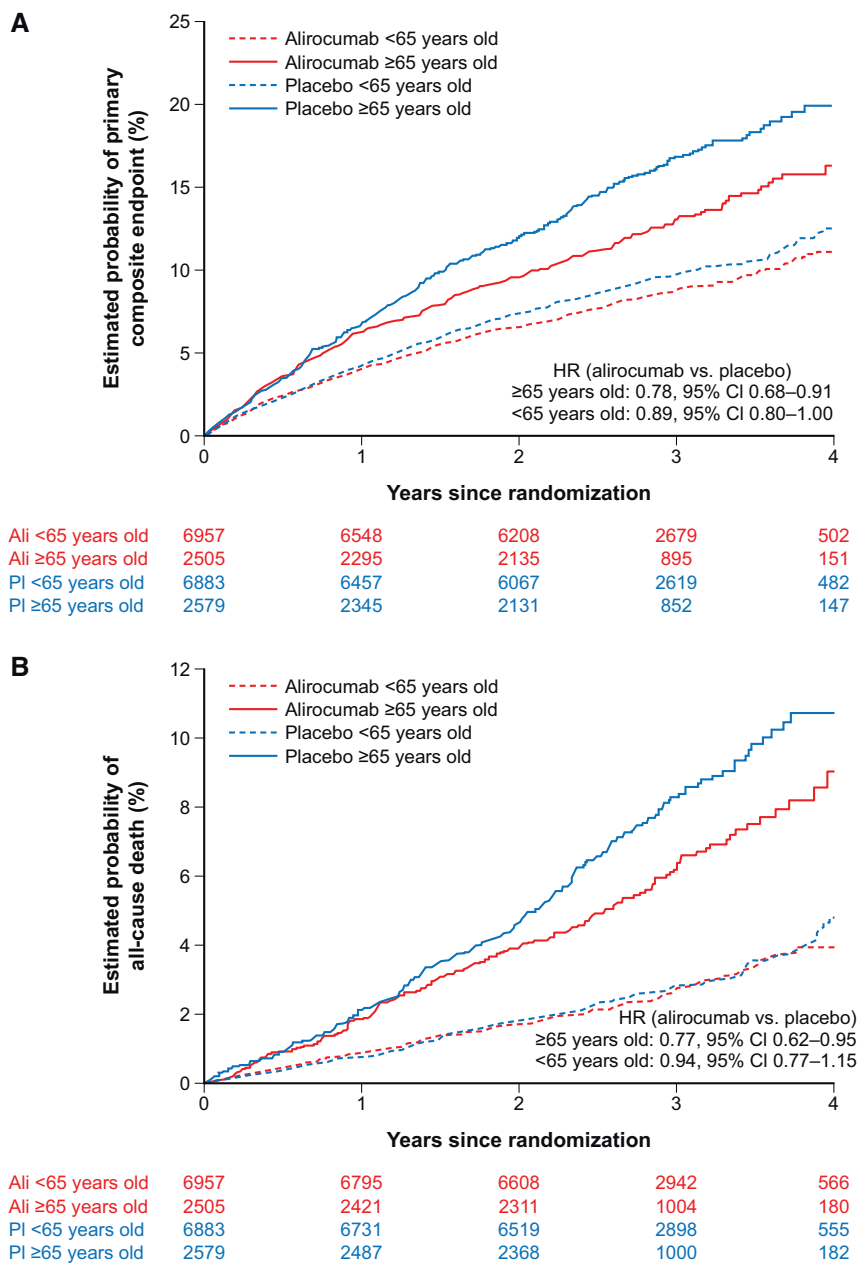 A
Estimated probability of primary
composite endpoint (%)
25
20
15
10
5
0
Alirocumab <65 years old
Alirocumab ≥65 years old
Placebo <65 years old
Placebo ≥65 years old
HR (alirocumab vs. placebo)
≥65 years old: 0.78, 95% CI 0.68–0.91
<65 years old: 0.89, 95% CI 0.80–1.00
0 1 2 3 4
Years since randomization
Ali <65 years old 6957 6548 6208 2679 502
Ali ≥65 years old 2505 2295 2135 895 151
Pl <65 years old 6883 6457 6067 2619 482
Pl ≥65 years old 2579 2345 2131 852 147
B
Estimated probability of
all-cause death (%)
12
10
8
6
4
2
0
Alirocumab <65 years old
Alirocumab ≥65 years old
Placebo <65 years old
Placebo ≥65 years old
HR (alirocumab vs. placebo)
≥65 years old: 0.77, 95% CI 0.62–0.95
<65 years old: 0.94, 95% CI 0.77–1.15
0 1 2 3 4
Years since randomization
Ali <65 years old 6957 6795 6608 2942 566
Ali ≥65 years old 2505 2421 2311 1004 180
Pl <65 years old 6883 6731 6519 2898 555
Pl ≥65 years old 2579 2487 2368 1000 182